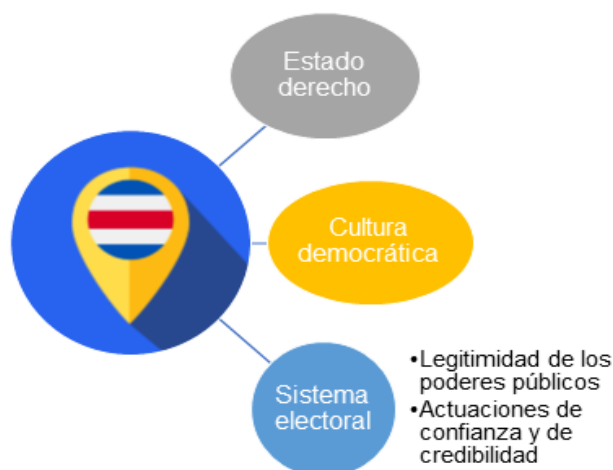 Estado
derecho
Cultura
democrática
Sistema
electoral
•Legitimidad de los
poderes públicos
•Actuaciones de
confianza y de
credibilidad